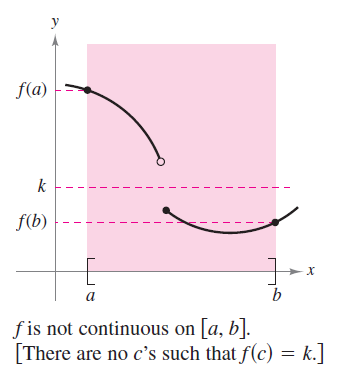 y
f(a)
k
f(b)
x
a
b
f is not continuous on [a, b].
[There are no c's such that f(c) = k.]